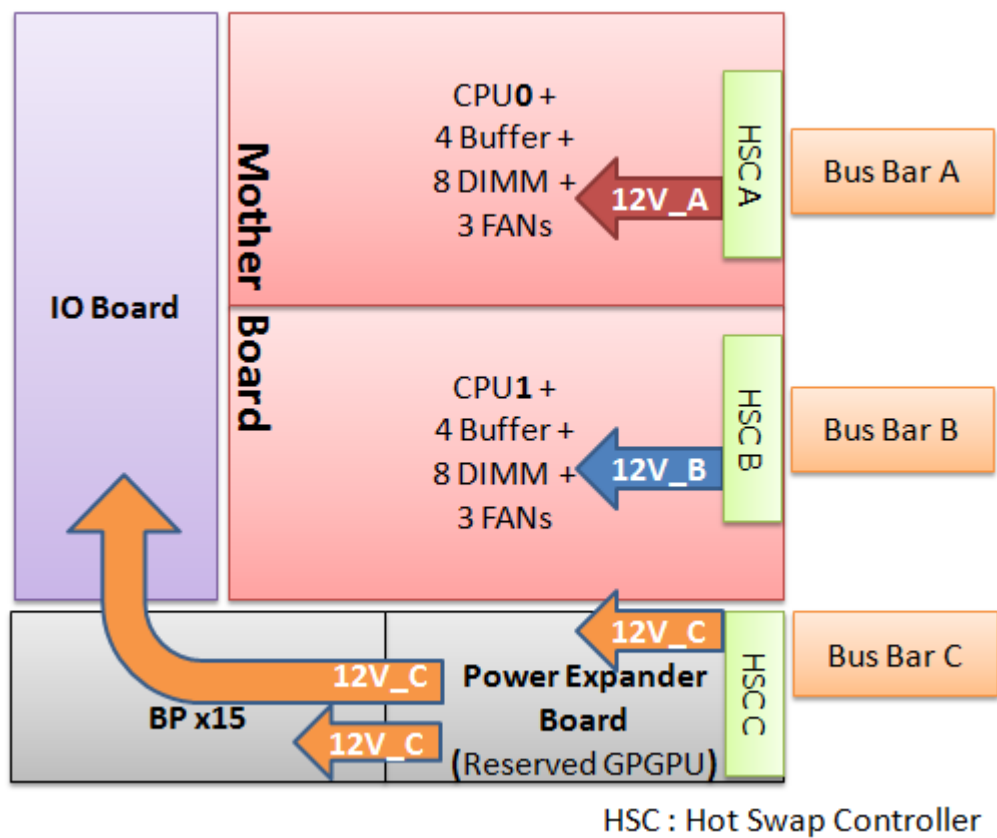 IO Board
Mother Board
CPU0 +
4 Buffer +
8 DIMM +
3 FANs
12V_A
HSC A
Bus Bar A
CPU1 +
4 Buffer +
8 DIMM +
3 FANs
12V_B
HSC B
Bus Bar B
12V_C
HSC C
Bus Bar C
12V_C
BP x15
12V_C
Power Expander
Board
(Reserved GPGPU)
HSC : Hot Swap Controller